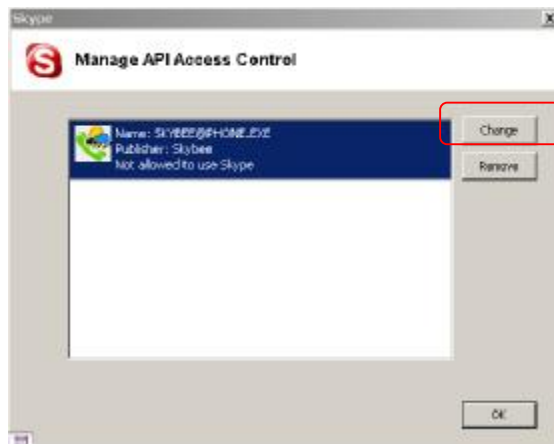 Skype
Manage API Access Control
Name: SKYBEE@PHONE.EXE
Publisher: Skybee
Not allowed to use Skype
Change
Remove
OK